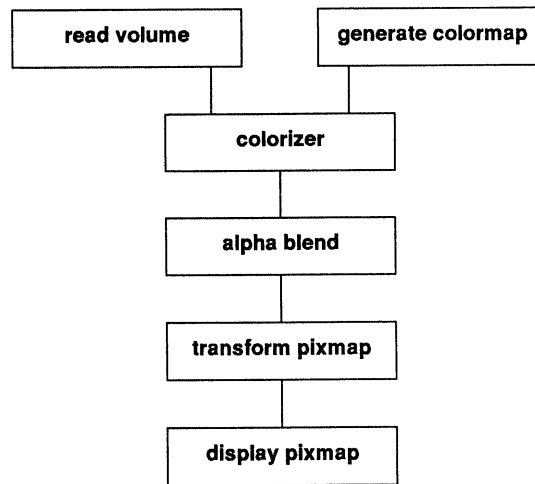 read volume
generate colormap
colorizer
alpha blend
transform pixmap
display pixmap